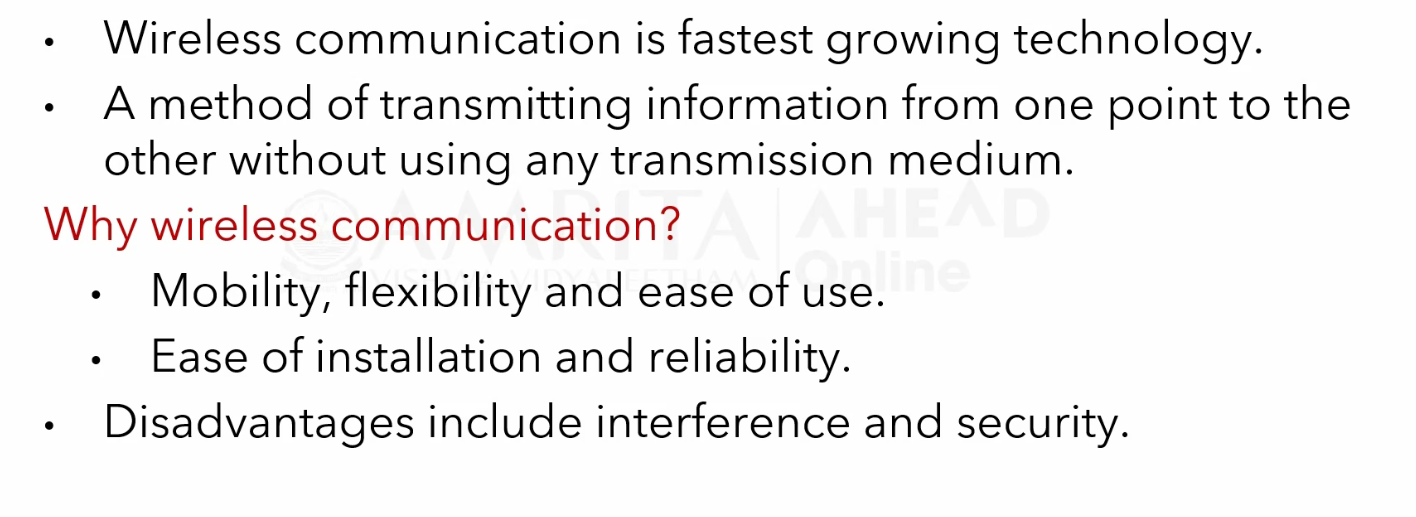 • Wireless communication is fastest growing technology.
• A method of transmitting information from one point to the
other without using any transmission medium.
Why wireless communication?
• Mobility, flexibility and ease of use.
• Ease of installation and reliability.
• Disadvantages include interference and security.
AMRITA AHEAD
VISHWA VIDYAPEETHAM Online